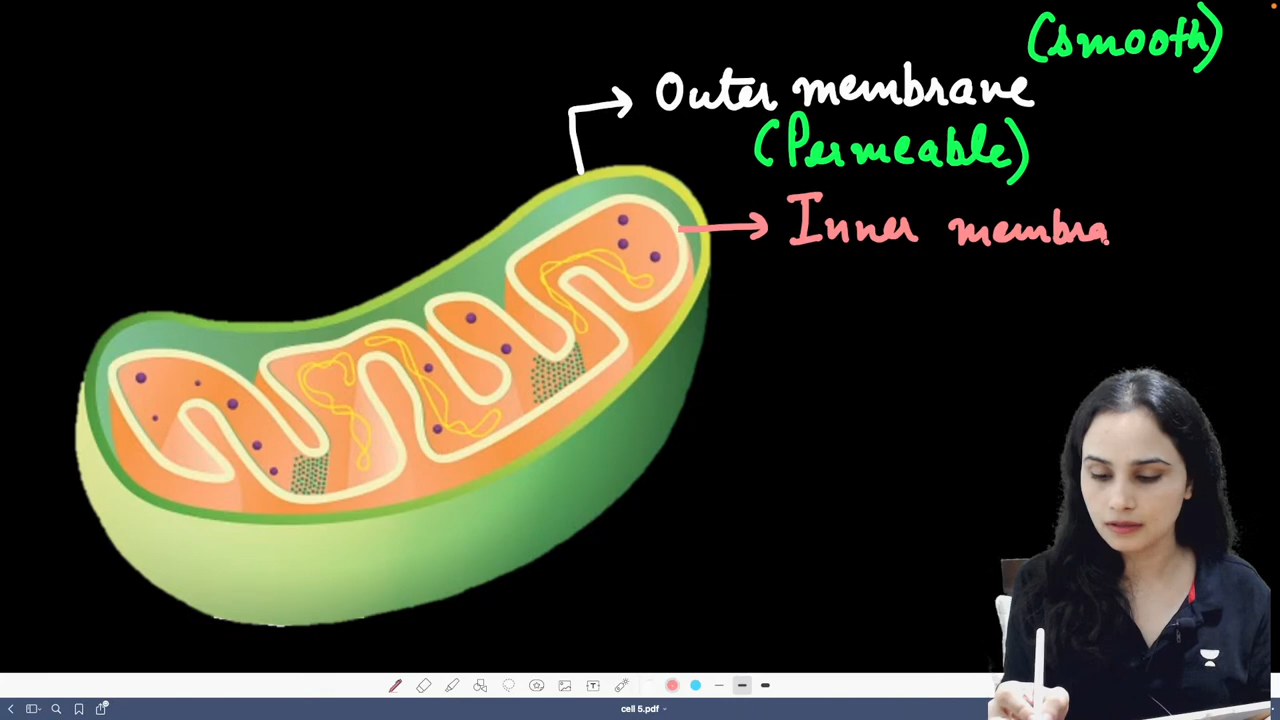 (smooth)
Outer membrane
(Permeable)
Inner membra
cell 5.pdf